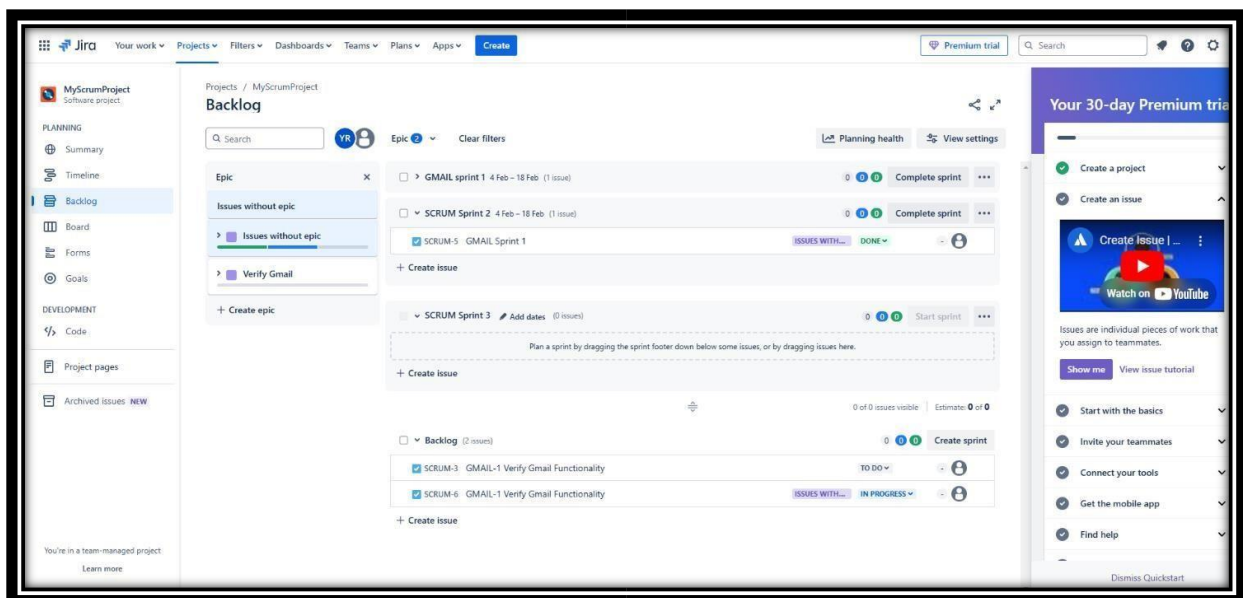 Jira Your work Projects Filters Dashboards Teams Plans Apps Create Premium trial Search
MyScrumProject
Software project
PLANNING
Summary
Timeline
Backlog
Board
Forms
Goals
DEVELOPMENT
Code
Project pages
Archived issues NEW
You're in a team-managed project
Learn more
Projects / MyScrumProject
Backlog
Search YR Epic 2 Clear filters Planning health View settings
Epic
Issues without epic
Issues without epic
Verify Gmail
+ Create epic
GMAIL sprint 1 4 Feb – 18 Feb (1 issue) 0 0 0 Complete sprint
SCRUM Sprint 2 4 Feb – 18 Feb (1 issue) 0 0 0 Complete sprint
SCRUM-5 GMAIL Sprint 1 ISSUES WITH... DONE -
+ Create issue
SCRUM Sprint 3 Add dates (0 issues) 0 0 0 Start sprint
Plan a sprint by dragging the sprint footer down below some issues, or by dragging issues here.
+ Create issue
0 of 0 issues visible Estimate: 0 of 0
Backlog (2 issues) 0 0 0 Create sprint
SCRUM-3 GMAIL-1 Verify Gmail Functionality TO DO -
SCRUM-6 GMAIL-1 Verify Gmail Functionality ISSUES WITH... IN PROGRESS -
+ Create issue
Your 30-day Premium tria
Create a project
Create an issue
Create Issue | ...
Watch on YouTube
Issues are individual pieces of work that
you assign to teammates.
Show me View issue tutorial
Start with the basics
Invite your teammates
Connect your tools
Get the mobile app
Find help
Dismiss Quickstart